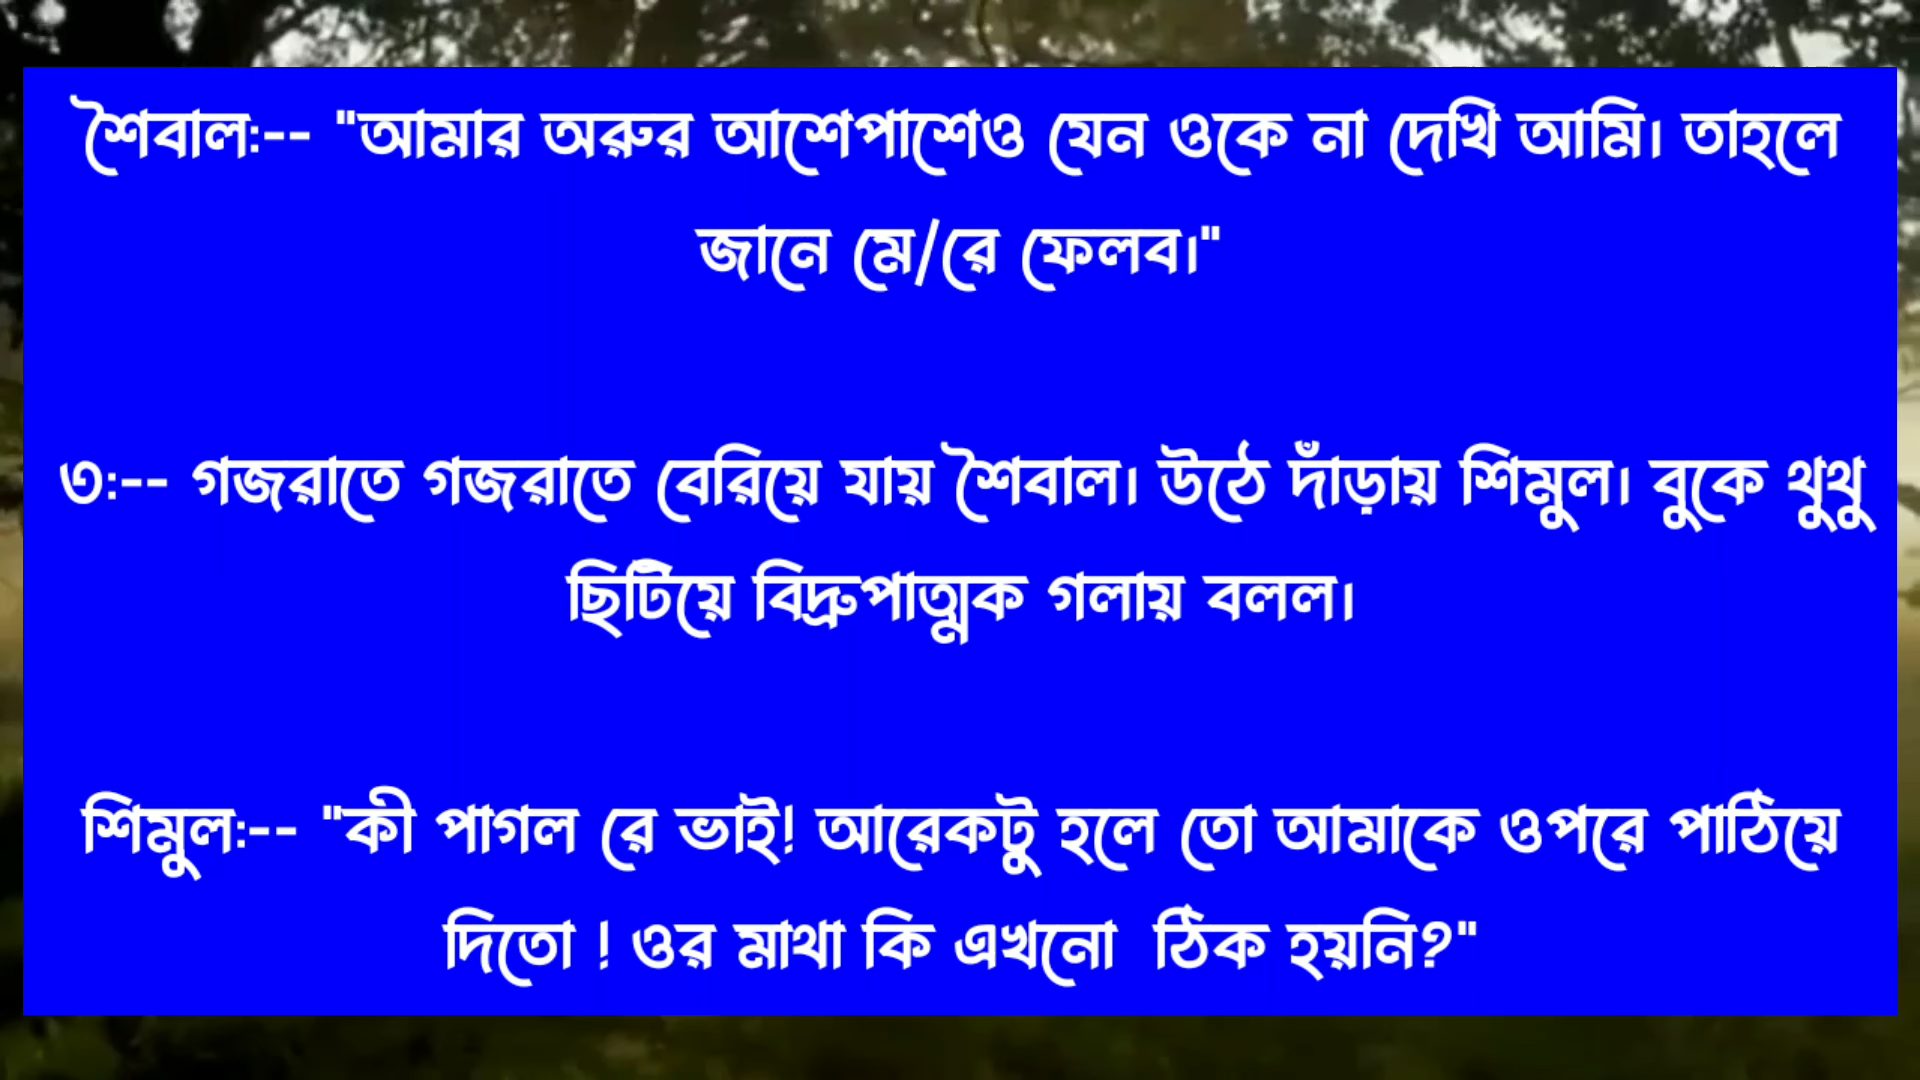 শৈবাল:-- "আমার অরুর আশেপাশেও যেন ওকে না দেখি আমি। তাহলে
জানে মে/রে ফেলব।"
৩:-- গজরাতে গজরাতে বেরিয়ে যায় শৈবাল। উঠে দাঁড়ায় শিমুল। বুকে থুথু
ছিটিয়ে বিদ্রুপাত্মক গলায় বলল।
শিমুল:-- "কী পাগল রে ভাই! আরেকটু হলে তো আমাকে ওপরে পাঠিয়ে
দিতো ! ওর মাথা কি এখনো  ঠিক হয়নি?"